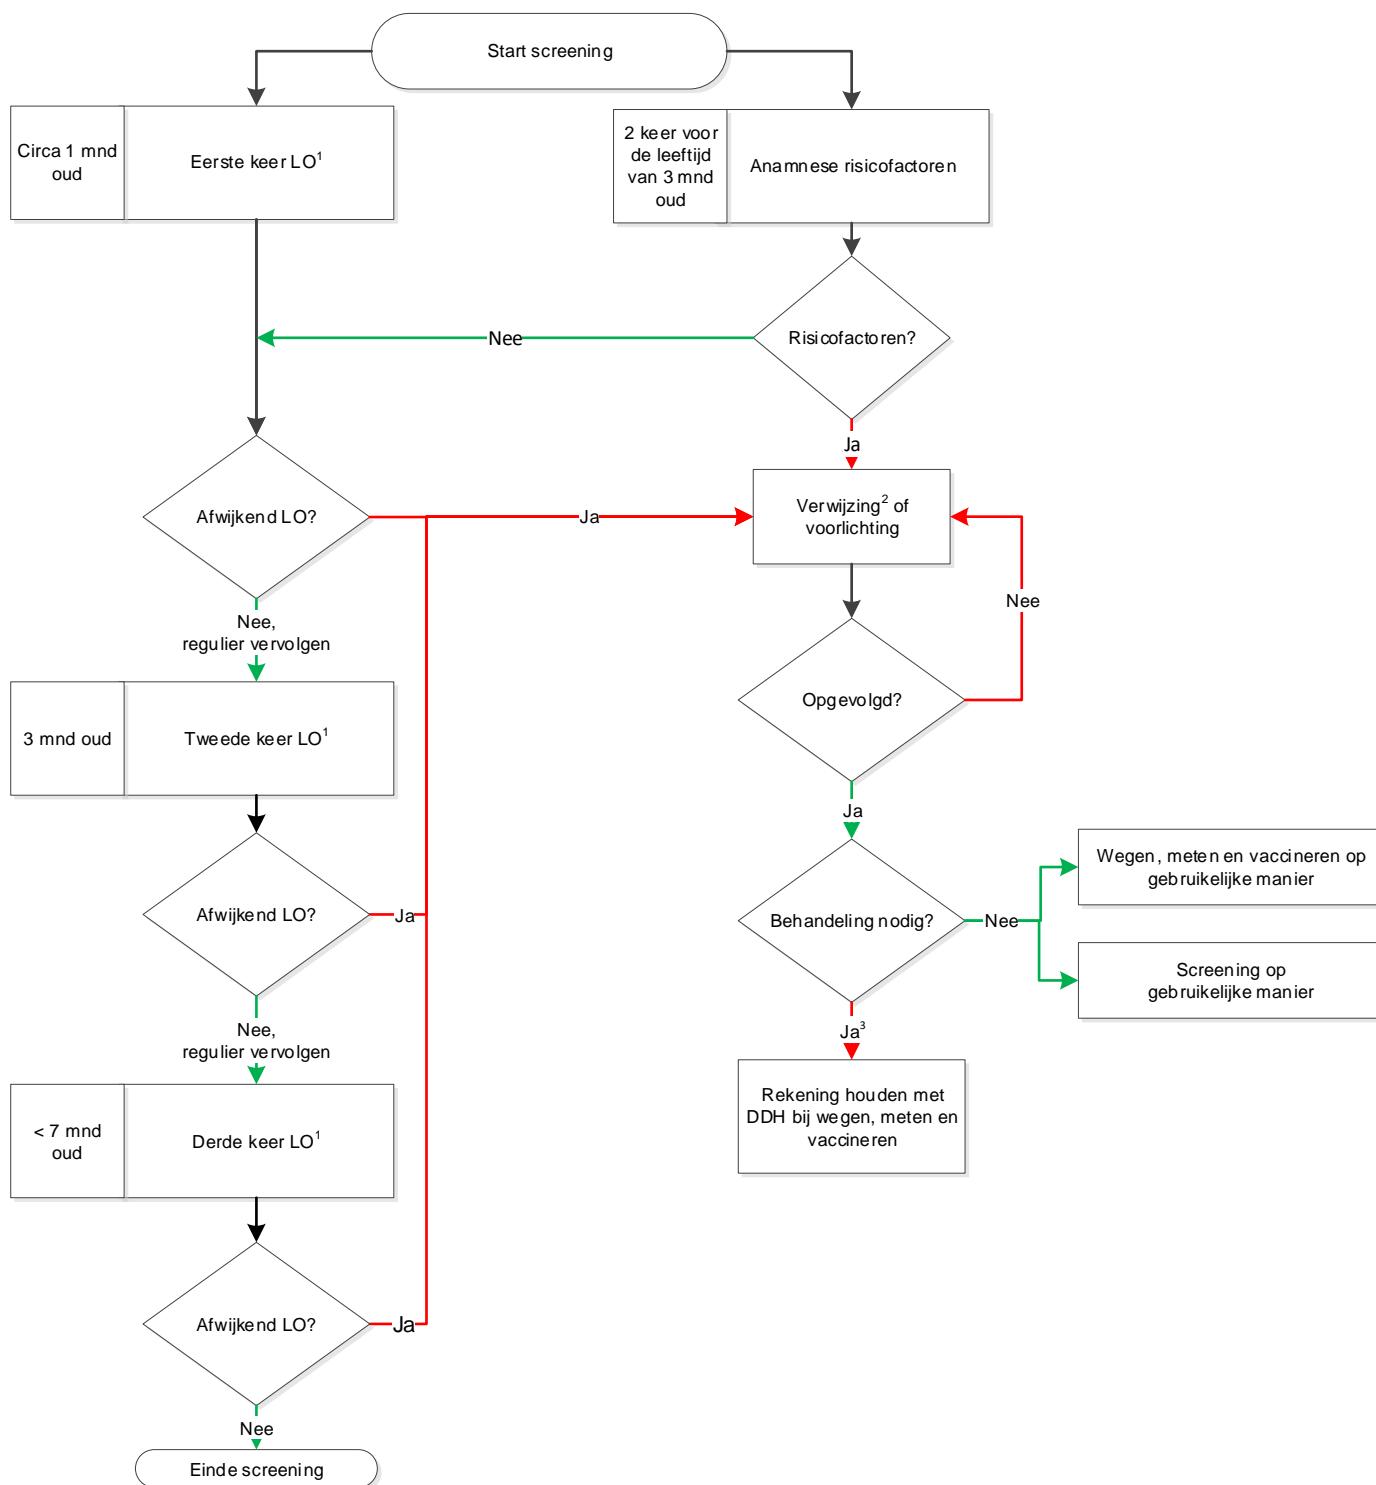 Start screening
Circa 1 mnd
oud
Eerste keer LO¹
2 keer voor
de leeftijd
van 3 mnd
oud
Anamnese risicofactoren
Risicofactoren?
Nee
Ja
Afwijkend LO?
Ja
Verwijzing² of
voorlichting
Nee
Nee,
regulier vervolgen
3 mnd oud
Tweede keer LO¹
Opgevolgd?
Ja
Afwijkend LO?
Ja
Behandeling nodig?
Nee
Wegen, meten en vaccineren op
gebruikelijke manier
Screening op
gebruikelijke manier
Nee,
regulier vervolgen
Ja³
< 7 mnd
oud
Derde keer LO¹
Rekening houden met
DDH bij wegen, meten en
vaccineren
Afwijkend LO?
Ja
Nee
Einde screening